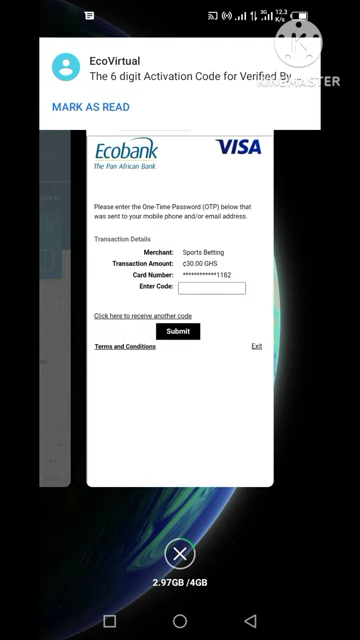 3G 12.3
K/s
EcoVirtual
The 6 digit Activation Code for Verified By ...
KINEMASTER
MARK AS READ
Ecobank
The Pan African Bank
VISA
Please enter the One-Time Password (OTP) below that
was sent to your mobile phone and/or email address.
Transaction Details
Merchant: Sports Betting
Transaction Amount: ¢30.00 GHS
Card Number: ************1182
Enter Code:
Click here to receive another code
Submit
Terms and Conditions Exit
2.97GB /4GB